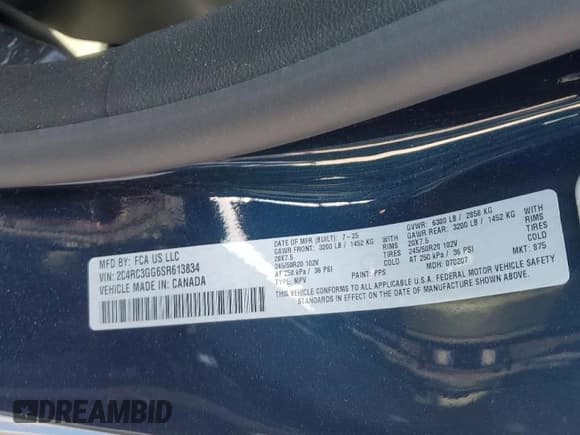 MFD BY: FCA US LLC
VIN: 2C4RC3GG6SR613834
VEHICLE MADE IN: CANADA
DATE OF MFR (BUILT): 7-25
GAWR FRONT: 3200 LB / 1452 KG WITH
20X7.5 RIMS
245/50R20 102V TIRES
AT 250 kPa / 36 PSI COLD
TYPE: MPV PAINT: PPS
GVWR: 6300 LB / 2858 KG
GAWR REAR: 3200 LB / 1452 KG WITH
20X7.5 RIMS
245/50R20 102V TIRES
AT 250 kPa / 36 PSI COLD
MDH: 070207 MKT: 875
THIS VEHICLE CONFORMS TO ALL APPLICABLE U.S.A. FEDERAL MOTOR VEHICLE SAFETY
STANDARDS IN EFFECT ON THE DATE OF MANUFACTURE SHOWN ABOVE.
DREAMBID